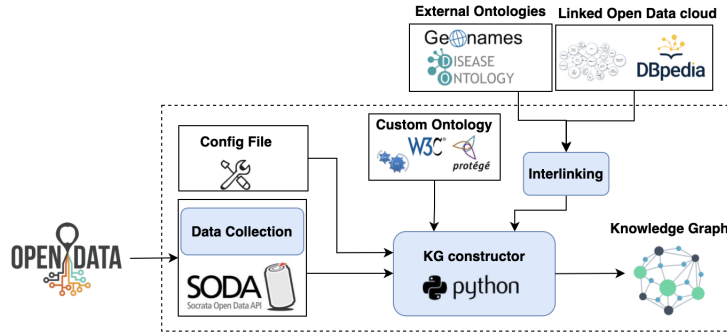 External Ontologies
Linked Open Data cloud
GeoNames
DISEASE
ONTOLOGY
DBpedia
Config File
Custom Ontology
W3C®
protégé
Interlinking
OPEN DATA
Data Collection
SODA
Socrata Open Data API
KG constructor
python
Knowledge Graph